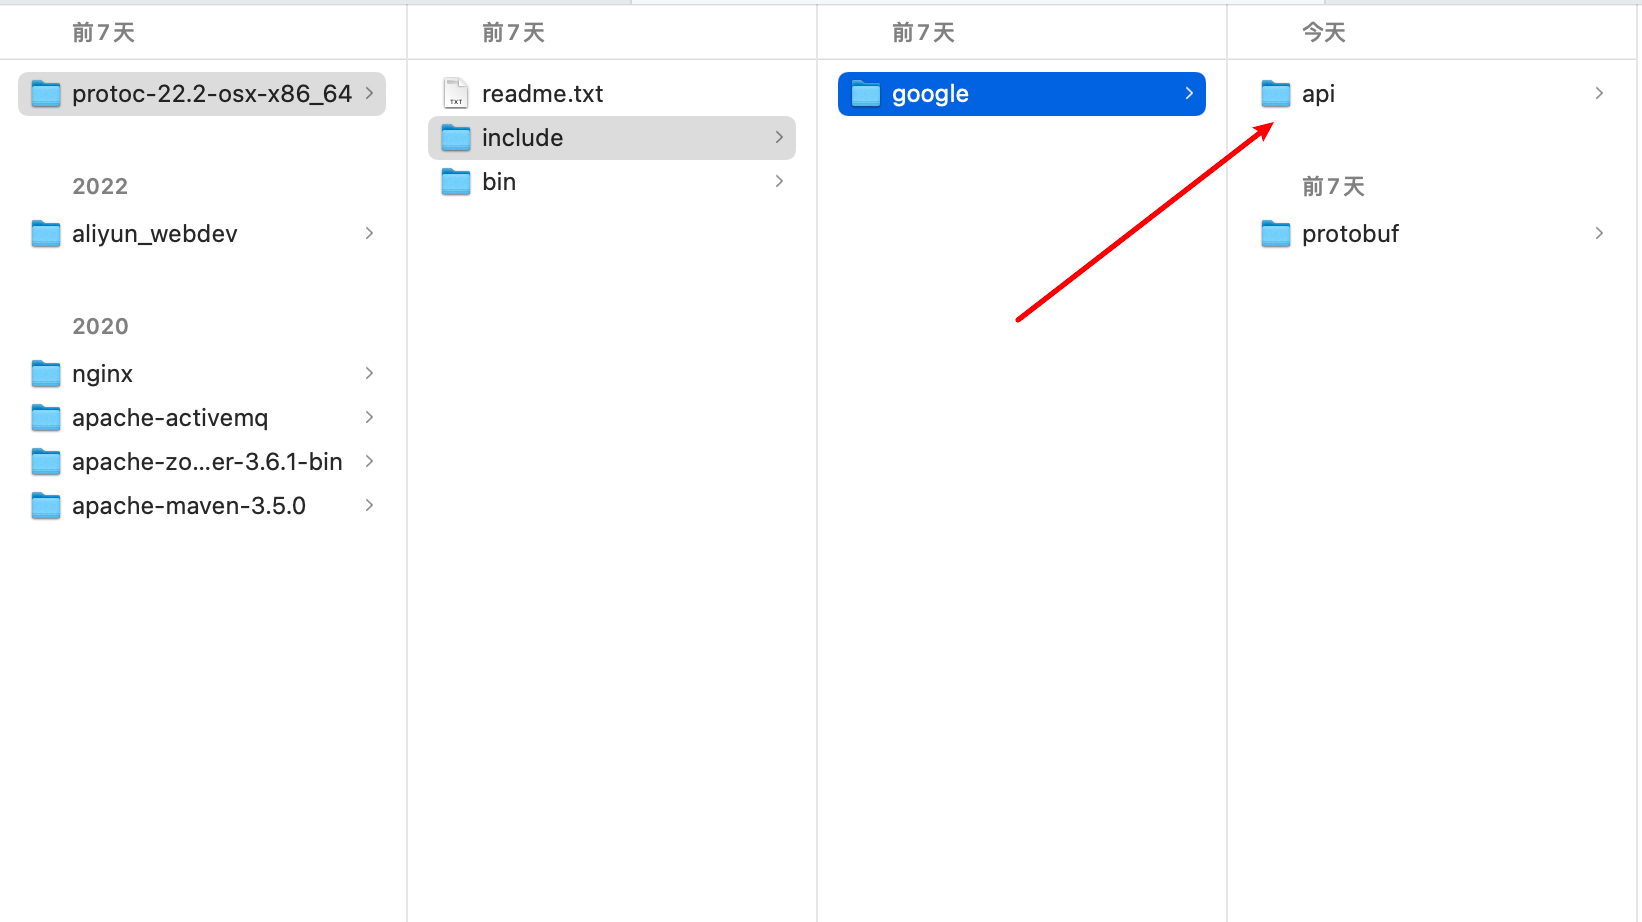 前 7 天
protoc-22.2-osx-x86_64
2022
aliyun_webdev
2020
nginx
apache-activemq
apache-zo...er-3.6.1-bin
apache-maven-3.5.0
前 7 天
readme.txt
TXT
include
bin
前 7 天
google
今天
api
前 7 天
protobuf